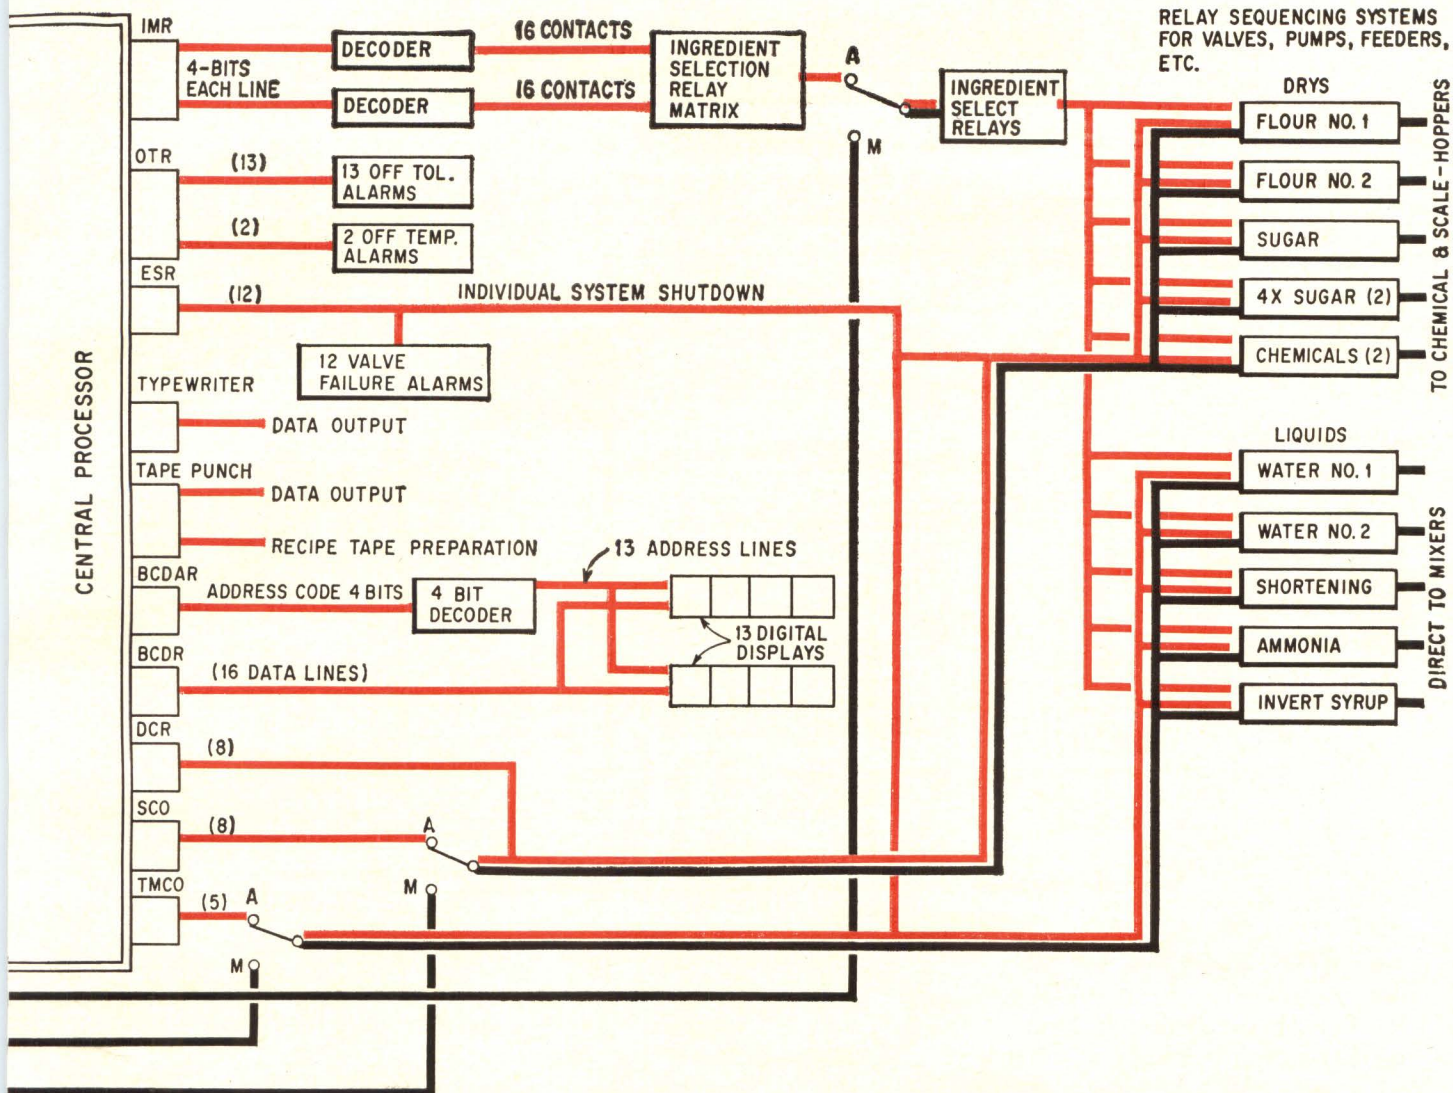 IMR
4-BITS
EACH LINE
DECODER
DECODER
16 CONTACTS
16 CONTACTS
INGREDIENT
SELECTION
RELAY
MATRIX
A
M
INGREDIENT
SELECT
RELAYS
RELAY SEQUENCING SYSTEMS
FOR VALVES, PUMPS, FEEDERS,
ETC.
DRYS
FLOUR NO. 1
FLOUR NO. 2
SUGAR
4X SUGAR (2)
CHEMICALS (2)
TO CHEMICAL & SCALE-HOPPERS
LIQUIDS
WATER NO. 1
WATER NO. 2
SHORTENING
AMMONIA
INVERT SYRUP
DIRECT TO MIXERS
CENTRAL PROCESSOR
OTR
(13)
13 OFF TOL.
ALARMS
(2)
2 OFF TEMP.
ALARMS
ESR
(12)
INDIVIDUAL SYSTEM SHUTDOWN
12 VALVE
FAILURE ALARMS
TYPEWRITER
DATA OUTPUT
TAPE PUNCH
DATA OUTPUT
RECIPE TAPE PREPARATION
BCDAR
ADDRESS CODE 4 BITS
4 BIT
DECODER
13 ADDRESS LINES
13 DIGITAL
DISPLAYS
BCDR
(16 DATA LINES)
DCR
(8)
SCO
(8)
A
M
TMCO
(5)
A
M